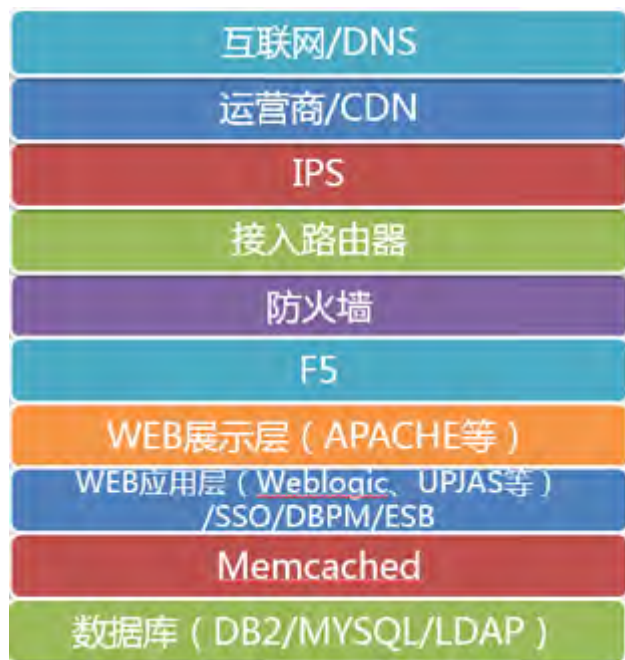 互联网/DNS
运营商/CDN
IPS
接入路由器
防火墙
F5
WEB展示层（APACHE等）
WEB应用层（Weblogic、UPJAS等）
/SSO/DBPM/ESB
Memcached
数据库（DB2/MYSQL/LDAP）